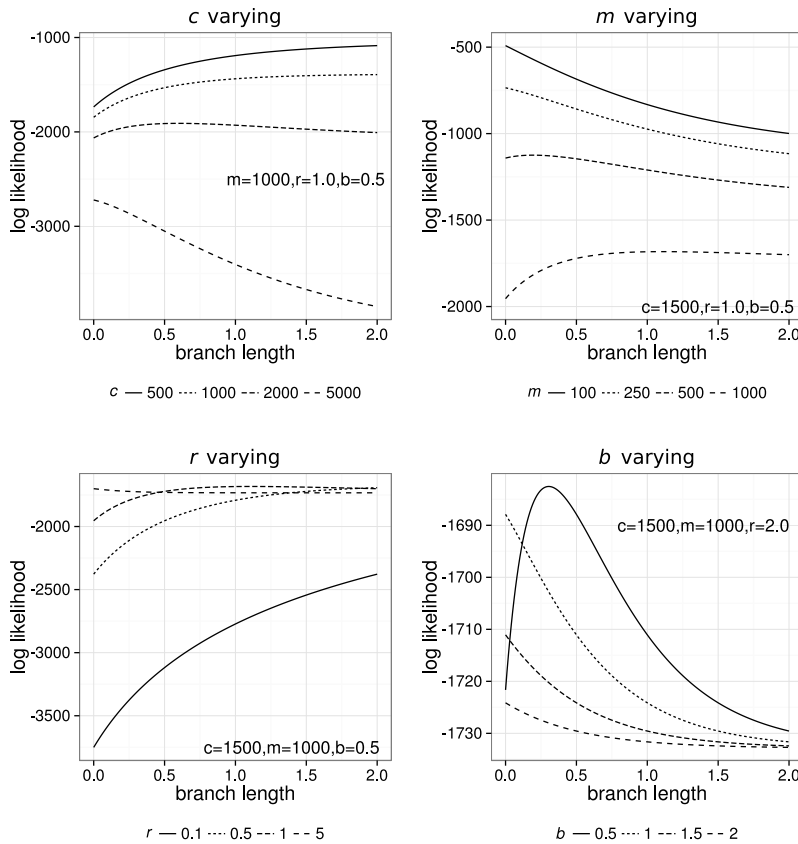 c varying
-1000
-2000
-3000
log likelihood
m=1000,r=1.0,b=0.5
0.0 0.5 1.0 1.5 2.0
branch length
c 500 1000 2000 5000
m varying
-500
-1000
-1500
-2000
log likelihood
c=1500,r=1.0,b=0.5
0.0 0.5 1.0 1.5 2.0
branch length
m 100 250 500 1000
r varying
-2000
-2500
-3000
-3500
log likelihood
c=1500,m=1000,b=0.5
0.0 0.5 1.0 1.5 2.0
branch length
r 0.1 0.5 1 5
b varying
-1690
-1700
-1710
-1720
-1730
log likelihood
c=1500,m=1000,r=2.0
0.0 0.5 1.0 1.5 2.0
branch length
b 0.5 1 1.5 2